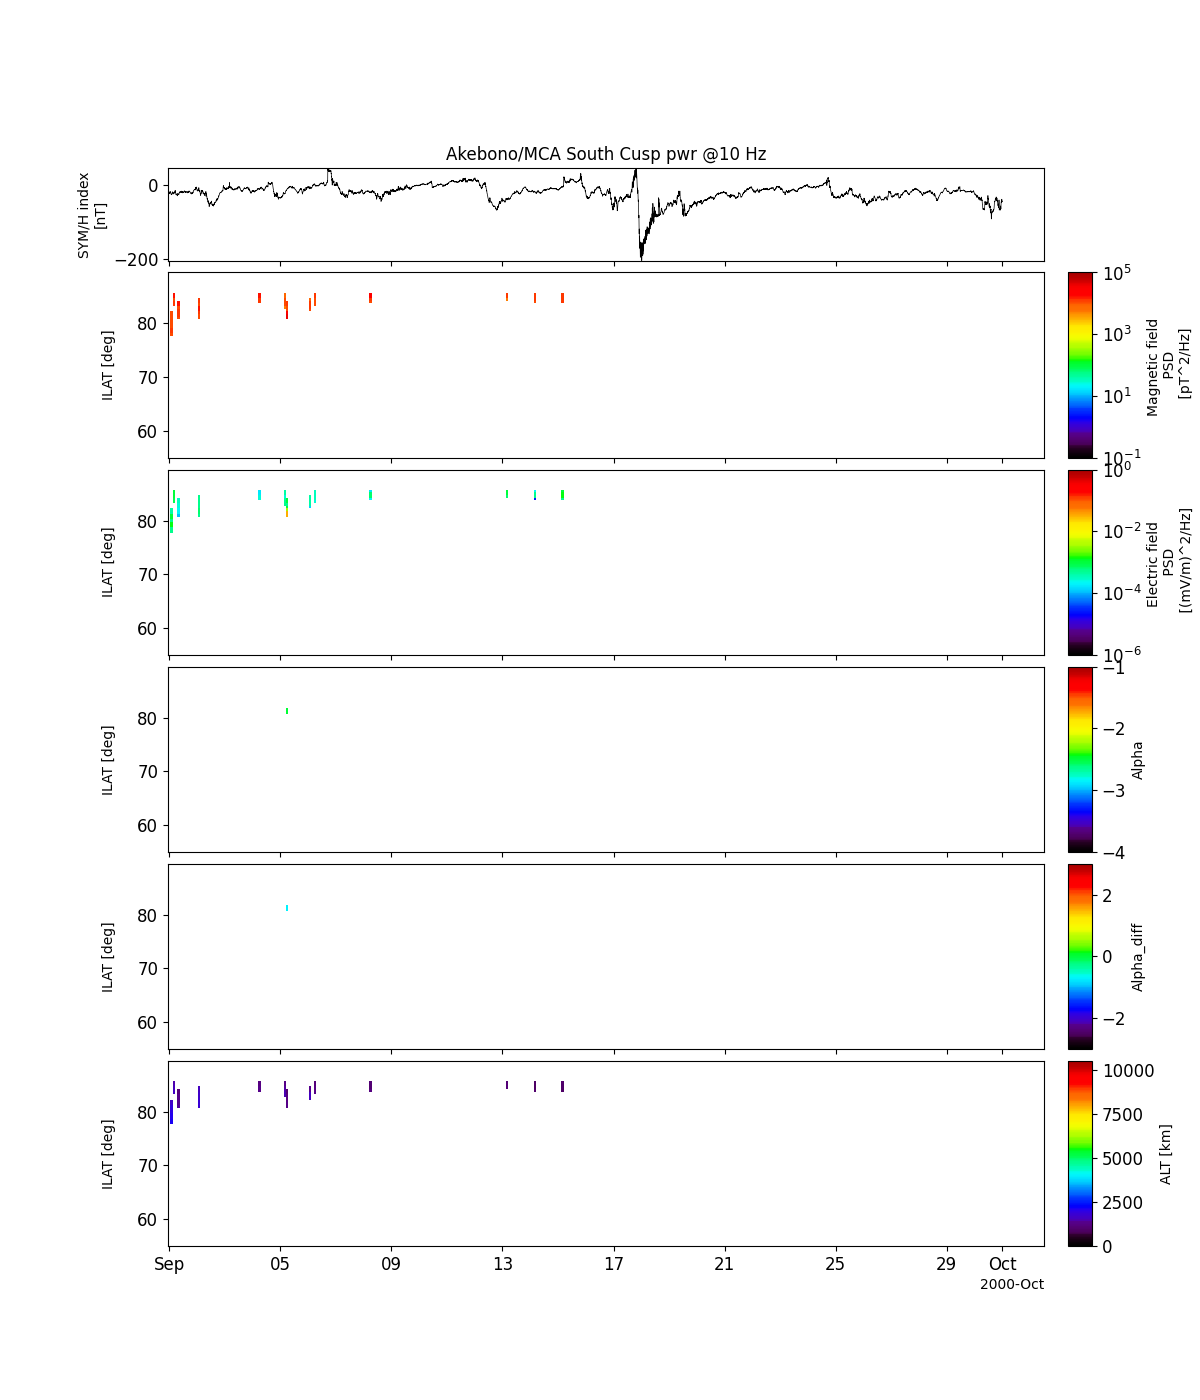 Akebono/MCA South Cusp pwr @10 Hz
SYM/H index
[nT]
0
−200
ILAT [deg]
80
70
60
10^5
10^3
10^1
10^−1
Magnetic field
PSD
[pT^2/Hz]
ILAT [deg]
80
70
60
10^0
10^−2
10^−4
10^−6
Electric field
PSD
[(mV/m)^2/Hz]
ILAT [deg]
80
70
60
−1
−2
−3
−4
Alpha
ILAT [deg]
80
70
60
2
0
−2
Alpha_diff
ILAT [deg]
80
70
60
10000
7500
5000
2500
0
ALT [km]
Sep 05 09 13 17 21 25 29 Oct
2000-Oct